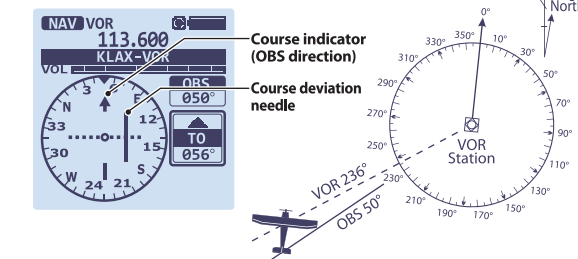 NAV VOR
113.600
KLAX-VOR
VOL
OBS
050°
TO
056°
3
E
12
15
S
21
24
W
30
33
N
Course indicator
(OBS direction)
Course deviation
needle
North
0°
30°
50°
70°
90°
110°
130°
150°
170°
190°
210°
230°
250°
270°
290°
310°
330°
350°
VOR
Station
VOR 236°
OBS 50°